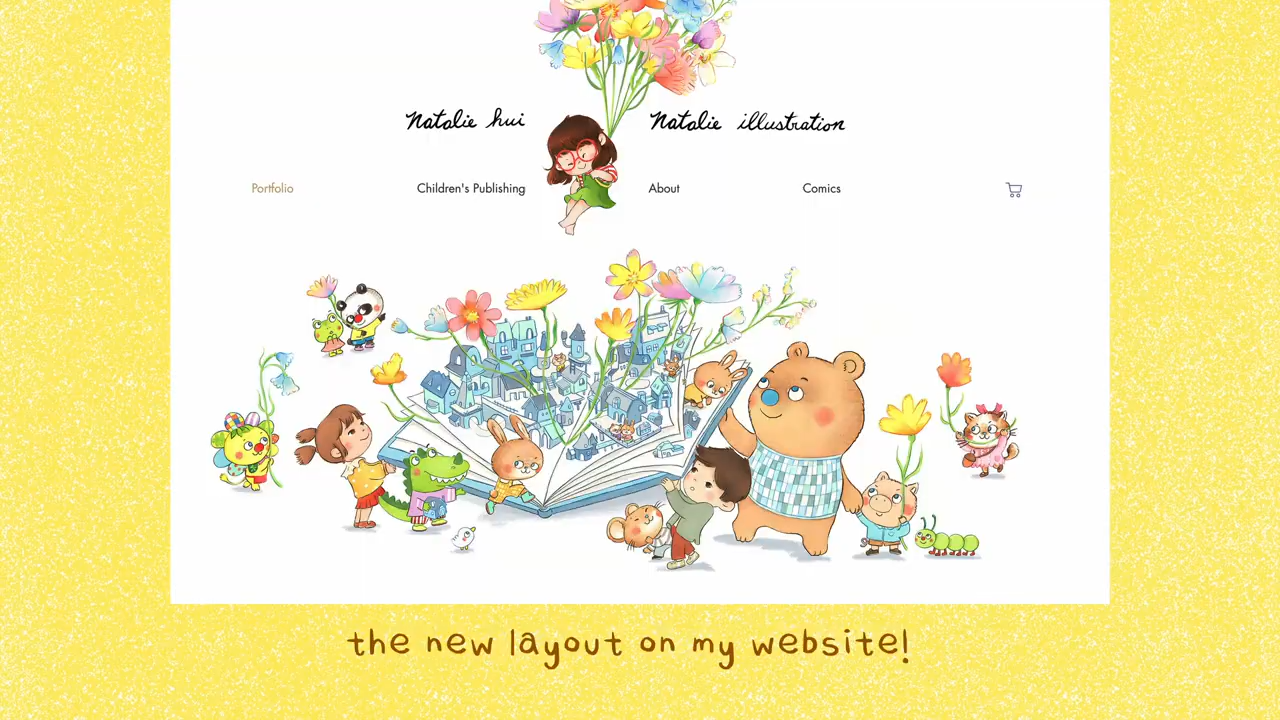 Natalie hui Natalie illustration
Portfolio Children's Publishing About Comics
the new layout on my website!